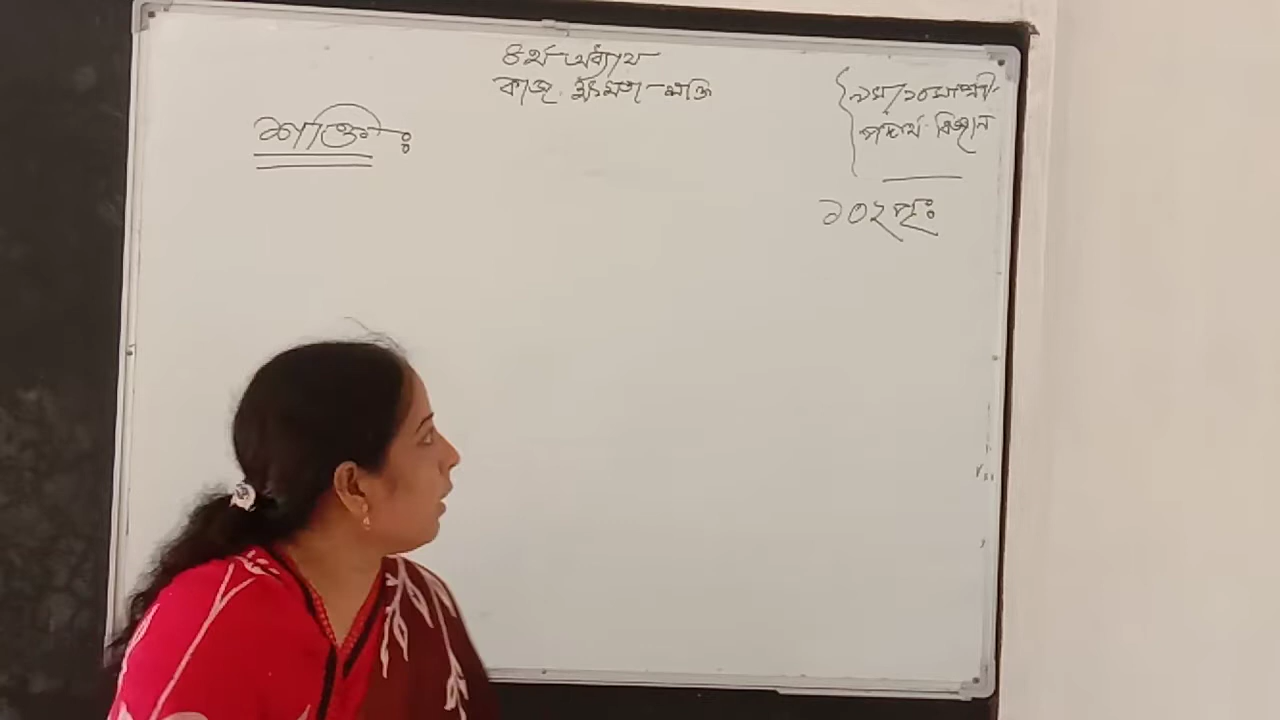 ৪র্থ অধ্যায়
কাজ, ক্ষমতা শক্তি
শক্তিঃ
৯ম/১০ম শ্রেণী
পদার্থ বিজ্ঞান
১০২ পৃঃ